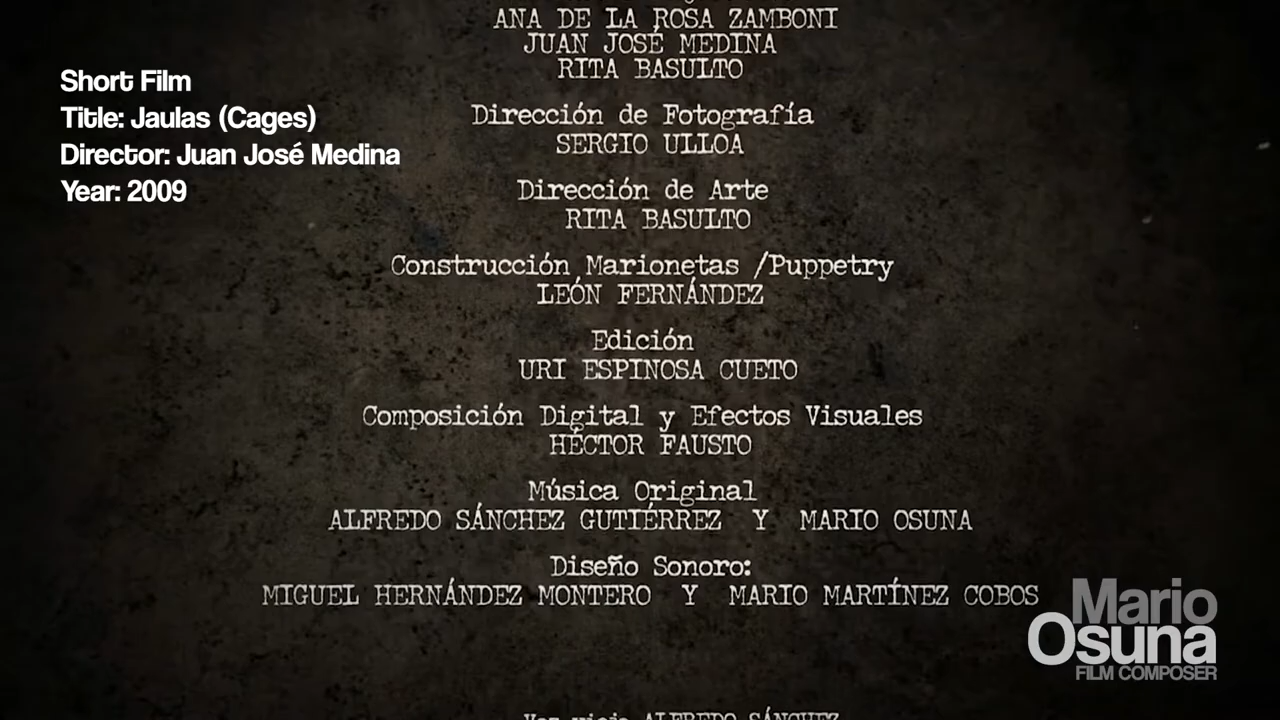 ANA DE LA ROSA ZAMBONI
JUAN JOSÉ MEDINA
RITA BASULTO
Short Film
Title: Jaulas (Cages)
Director: Juan José Medina
Year: 2009
Dirección de Fotografía
SERGIO ULLOA
Dirección de Arte
RITA BASULTO
Construcción Marionetas /Puppetry
LEÓN FERNÁNDEZ
Edición
URI ESPINOSA CUETO
Composición Digital y Efectos Visuales
HÉCTOR FAUSTO
Música Original
ALFREDO SÁNCHEZ GUTIÉRREZ Y MARIO OSUNA
Diseño Sonoro:
MIGUEL HERNÁNDEZ MONTERO Y MARIO MARTÍNEZ COBOS
Mario
Osuna
FILM COMPOSER
ALFREDO SÁNCHEZ